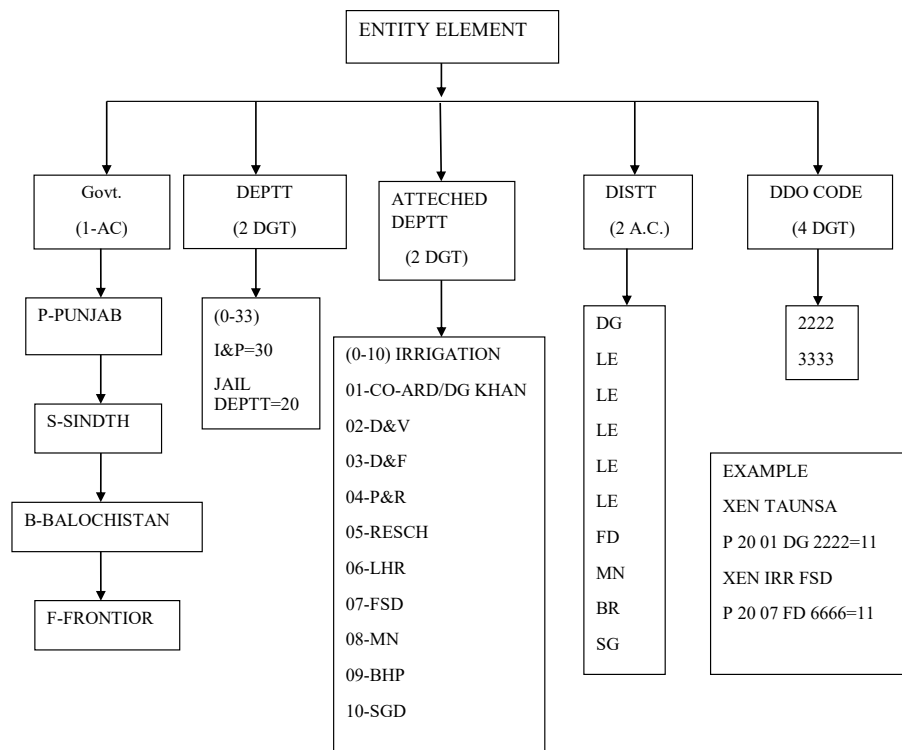 ENTITY ELEMENT
Govt.
(1-AC)
DEPTT
(2 DGT)
ATTECHED
DEPTT
(2 DGT)
DISTT
(2 A.C.)
DDO CODE
(4 DGT)
P-PUNJAB
S-SINDTH
B-BALOCHISTAN
F-FRONTIOR
(0-33)
I&P=30
JAIL
DEPTT=20
(0-10) IRRIGATION
01-CO-ARD/DG KHAN
02-D&V
03-D&F
04-P&R
05-RESCH
06-LHR
07-FSD
08-MN
09-BHP
10-SGD
DG
LE
LE
LE
LE
LE
FD
MN
BR
SG
2222
3333
EXAMPLE
XEN TAUNSA
P 20 01 DG 2222=11
XEN IRR FSD
P 20 07 FD 6666=11